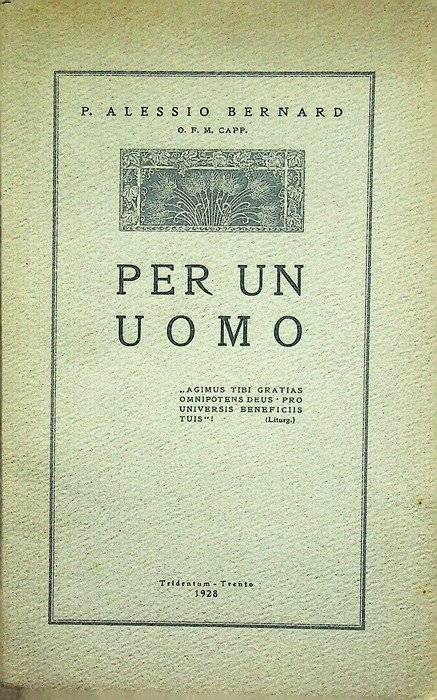 P. ALESSIO BERNARD
O. F. M. CAPP.
PER UN
UOMO
„AGIMUS TIBI GRATIAS
OMNIPOTENS DEUS · PRO
UNIVERSIS BENEFICIIS
TUIS"! (Liturg.)
Tridentum - Trento
1928